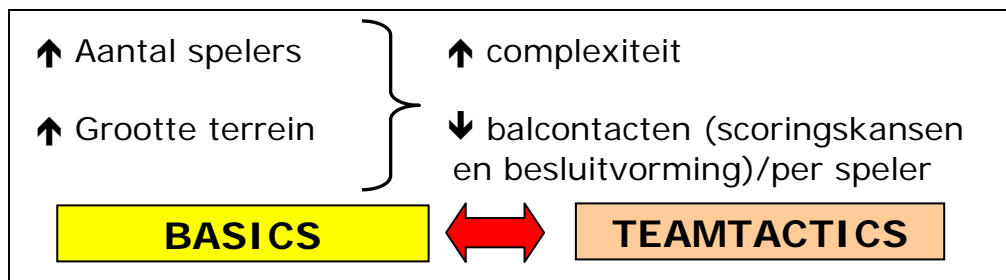 🡹 Aantal spelers
🡹 Grootte terrein
🡹 complexiteit
🡻 balcontacten (scoringskansen
en besluitvorming)/per speler
BASICS
TEAMTACTICS